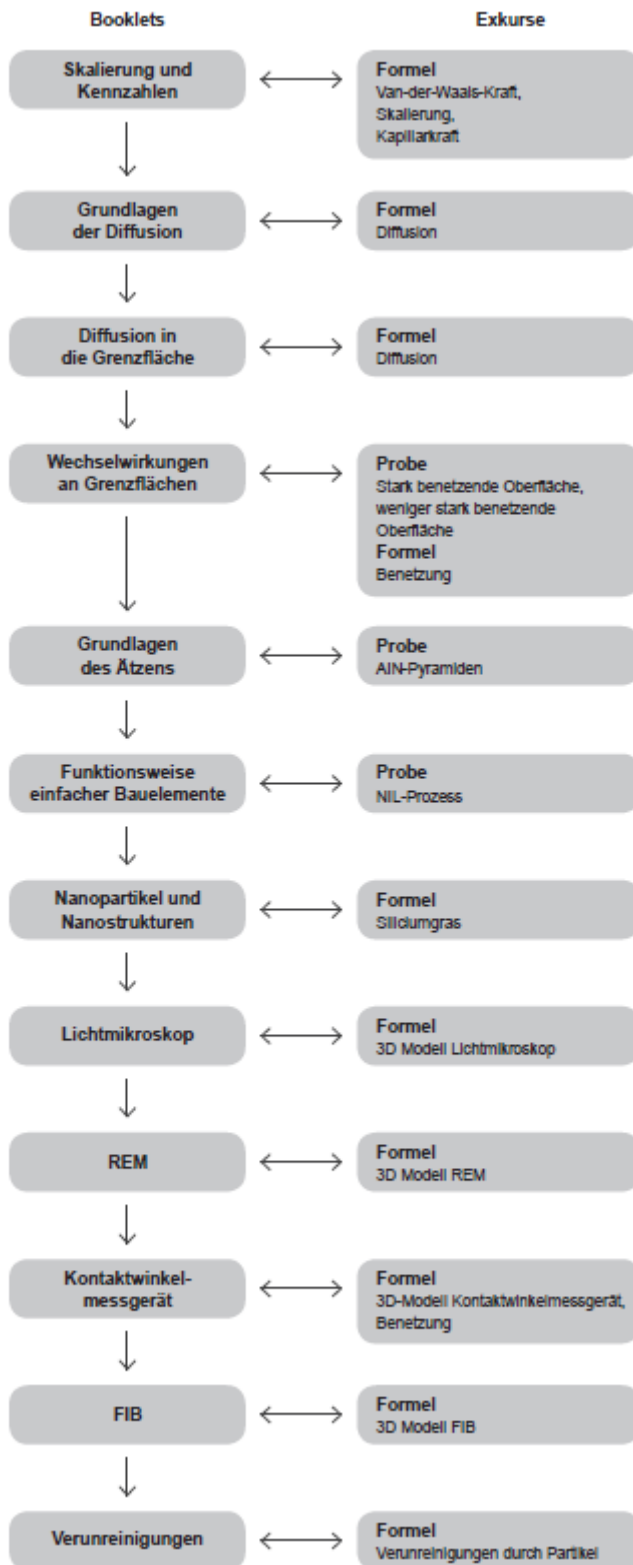 Booklets
Exkurse
Skalierung und
Kennzahlen
Formel
Van-der-Waals-Kraft,
Skalierung,
Kapillarkraft
Grundlagen
der Diffusion
Formel
Diffusion
Diffusion in
die Grenzfläche
Formel
Diffusion
Wechselwirkungen
an Grenzflächen
Probe
Stark benetzende Oberfläche,
weniger stark benetzende
Oberfläche
Formel
Benetzung
Grundlagen
des Ätzens
Probe
AlN-Pyramiden
Funktionsweise
einfacher Bauelemente
Probe
NIL-Prozess
Nanopartikel und
Nanostrukturen
Formel
Siliciumgras
Lichtmikroskop
Formel
3D Modell Lichtmikroskop
REM
Formel
3D Modell REM
Kontaktwinkel-
messgerät
Formel
3D-Modell Kontaktwinkelmessgerät,
Benetzung
FIB
Formel
3D Modell FIB
Verunreinigungen
Formel
Verunreinigungen durch Partikel